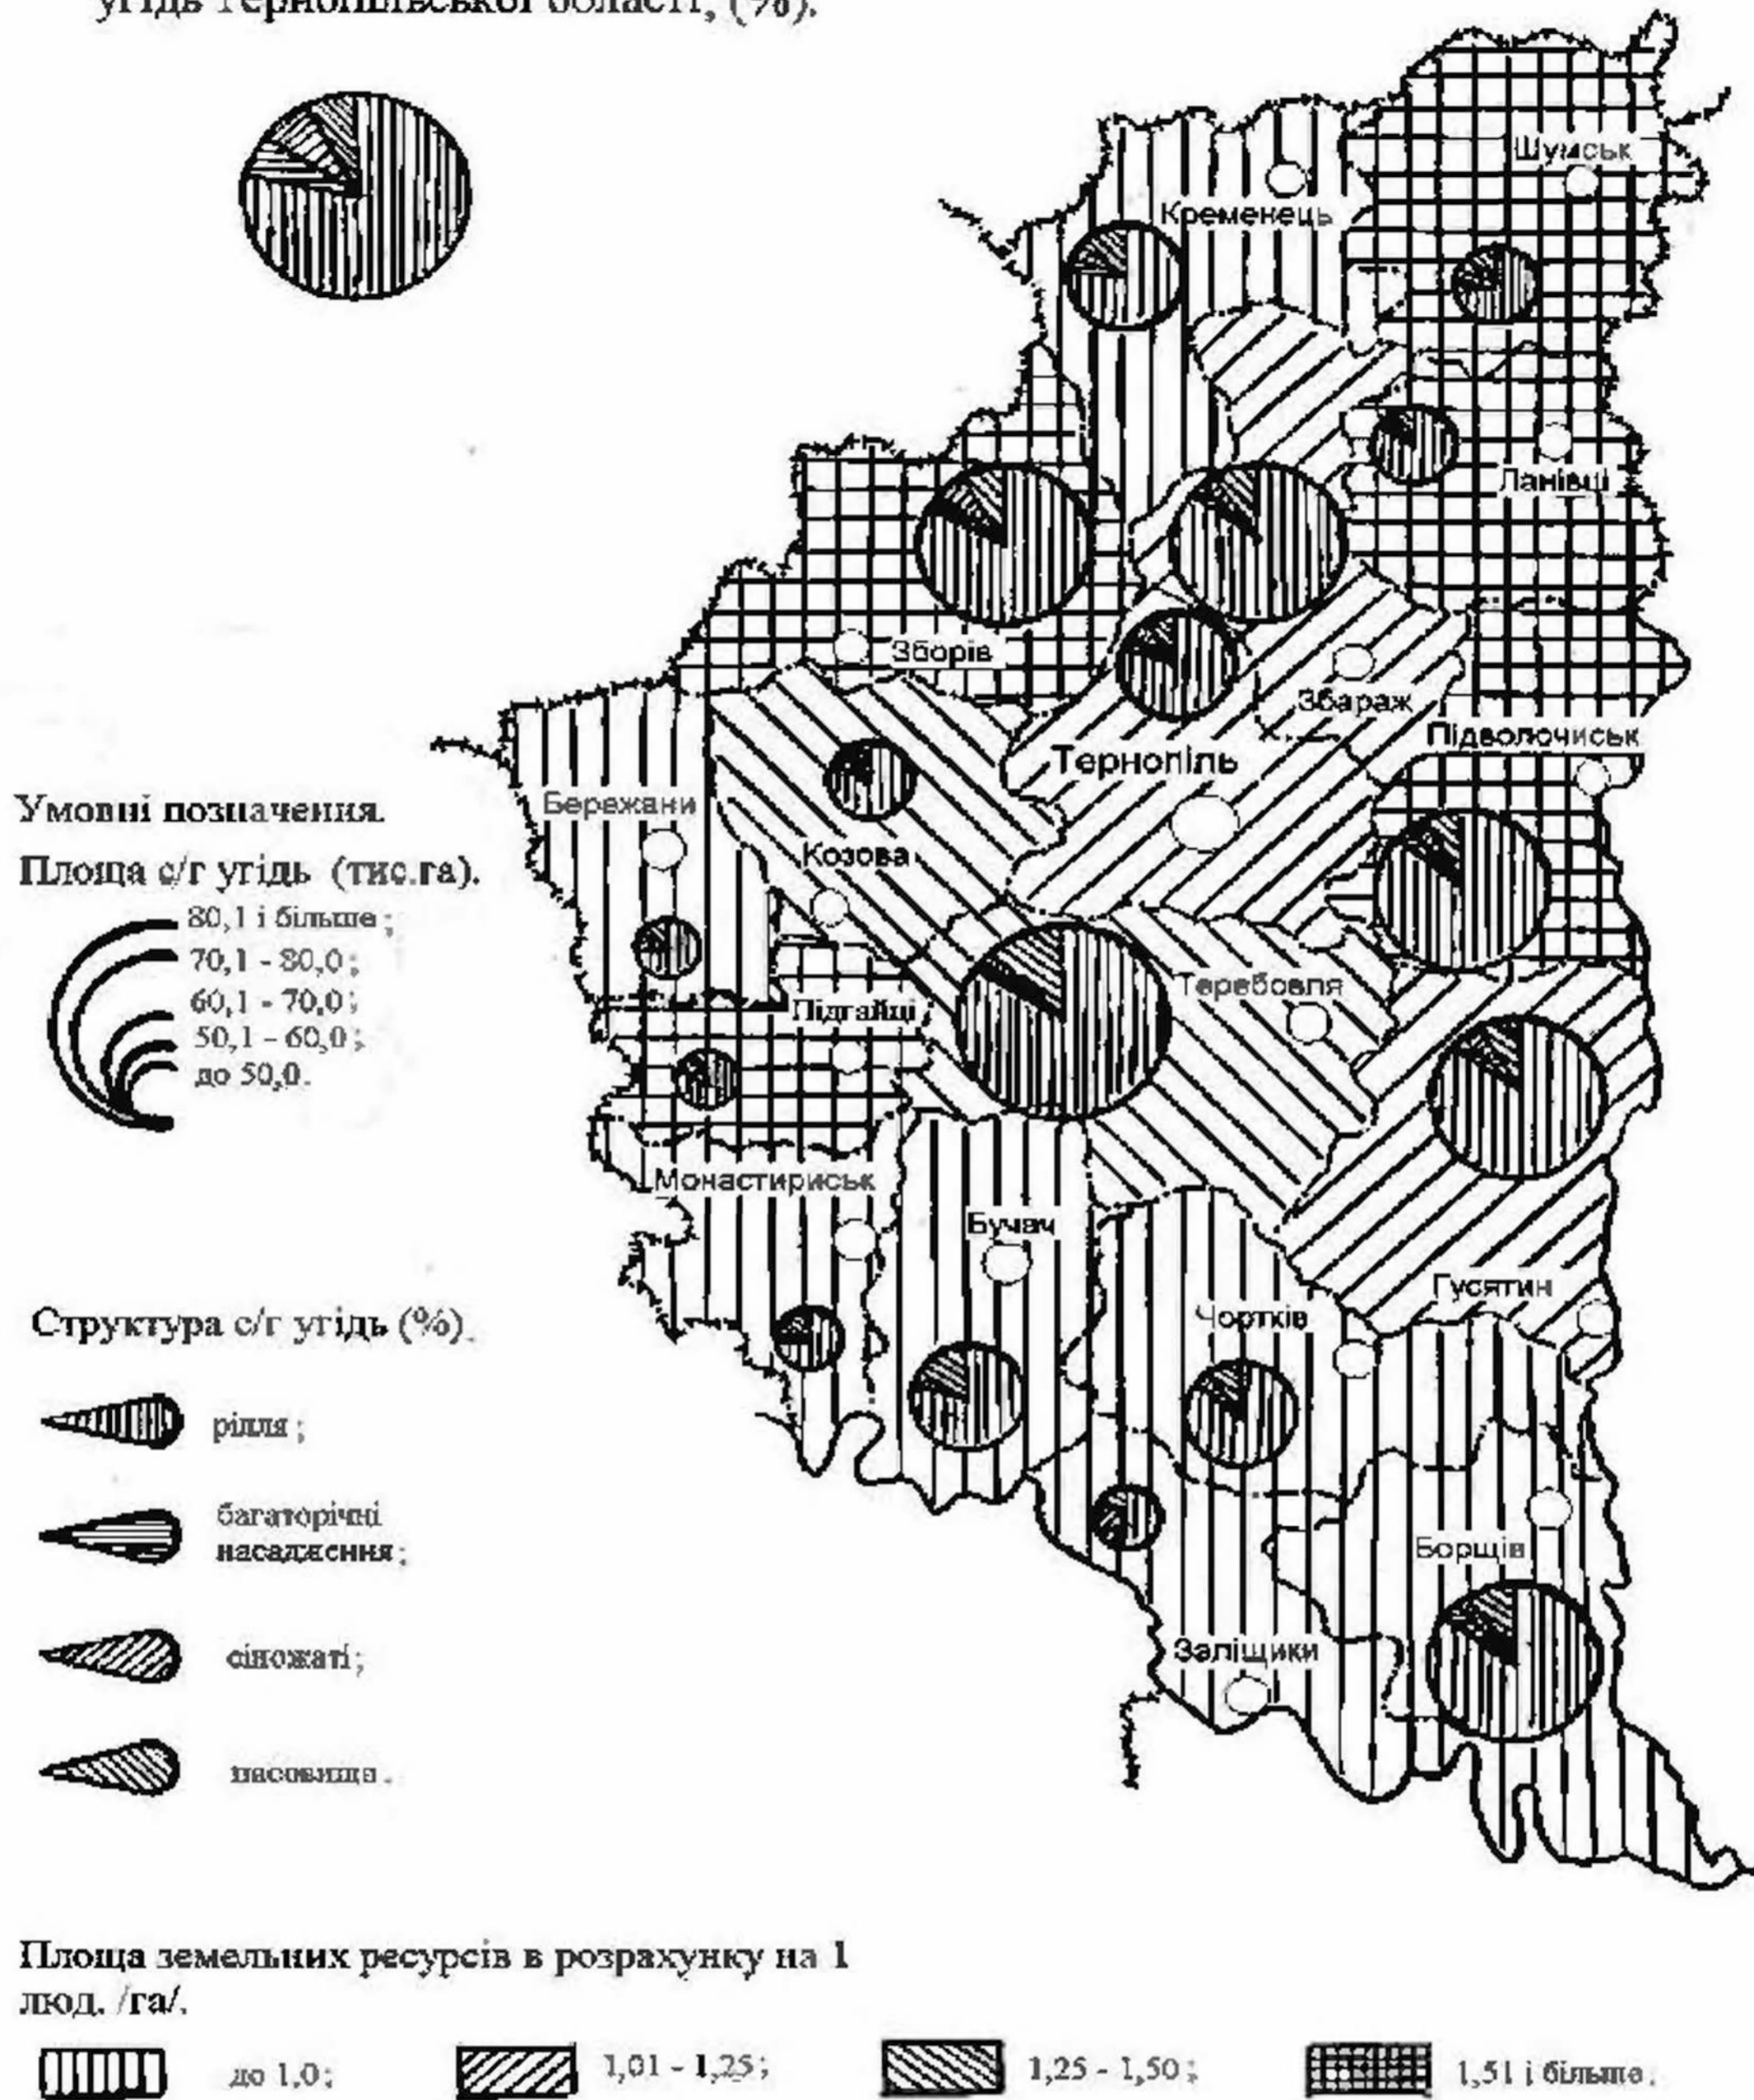 угідь Тернопільської області, (%).
Шумськ
Кременець
Ланівці
Зборів
Збараж
Підволочиськ
Тернопіль
Бережани
Козова
Теребовля
Підгайці
Монастириськ
Бучач
Гусятин
Чортків
Борщів
Заліщики
Умовні позначення.
Площа с/г угідь (тис.га).
80,1 і більше;
70,1 - 80,0;
60,1 - 70,0;
50,1 - 60,0;
до 50,0.
Структура с/г угідь (%).
рілля;
багаторічні
насадження;
сіножаті;
пасовища.
Площа земельних ресурсів в розрахунку на 1
люд. /га/.
до 1,0;
1,01 - 1,25;
1,25 - 1,50;
1,51 і більше.